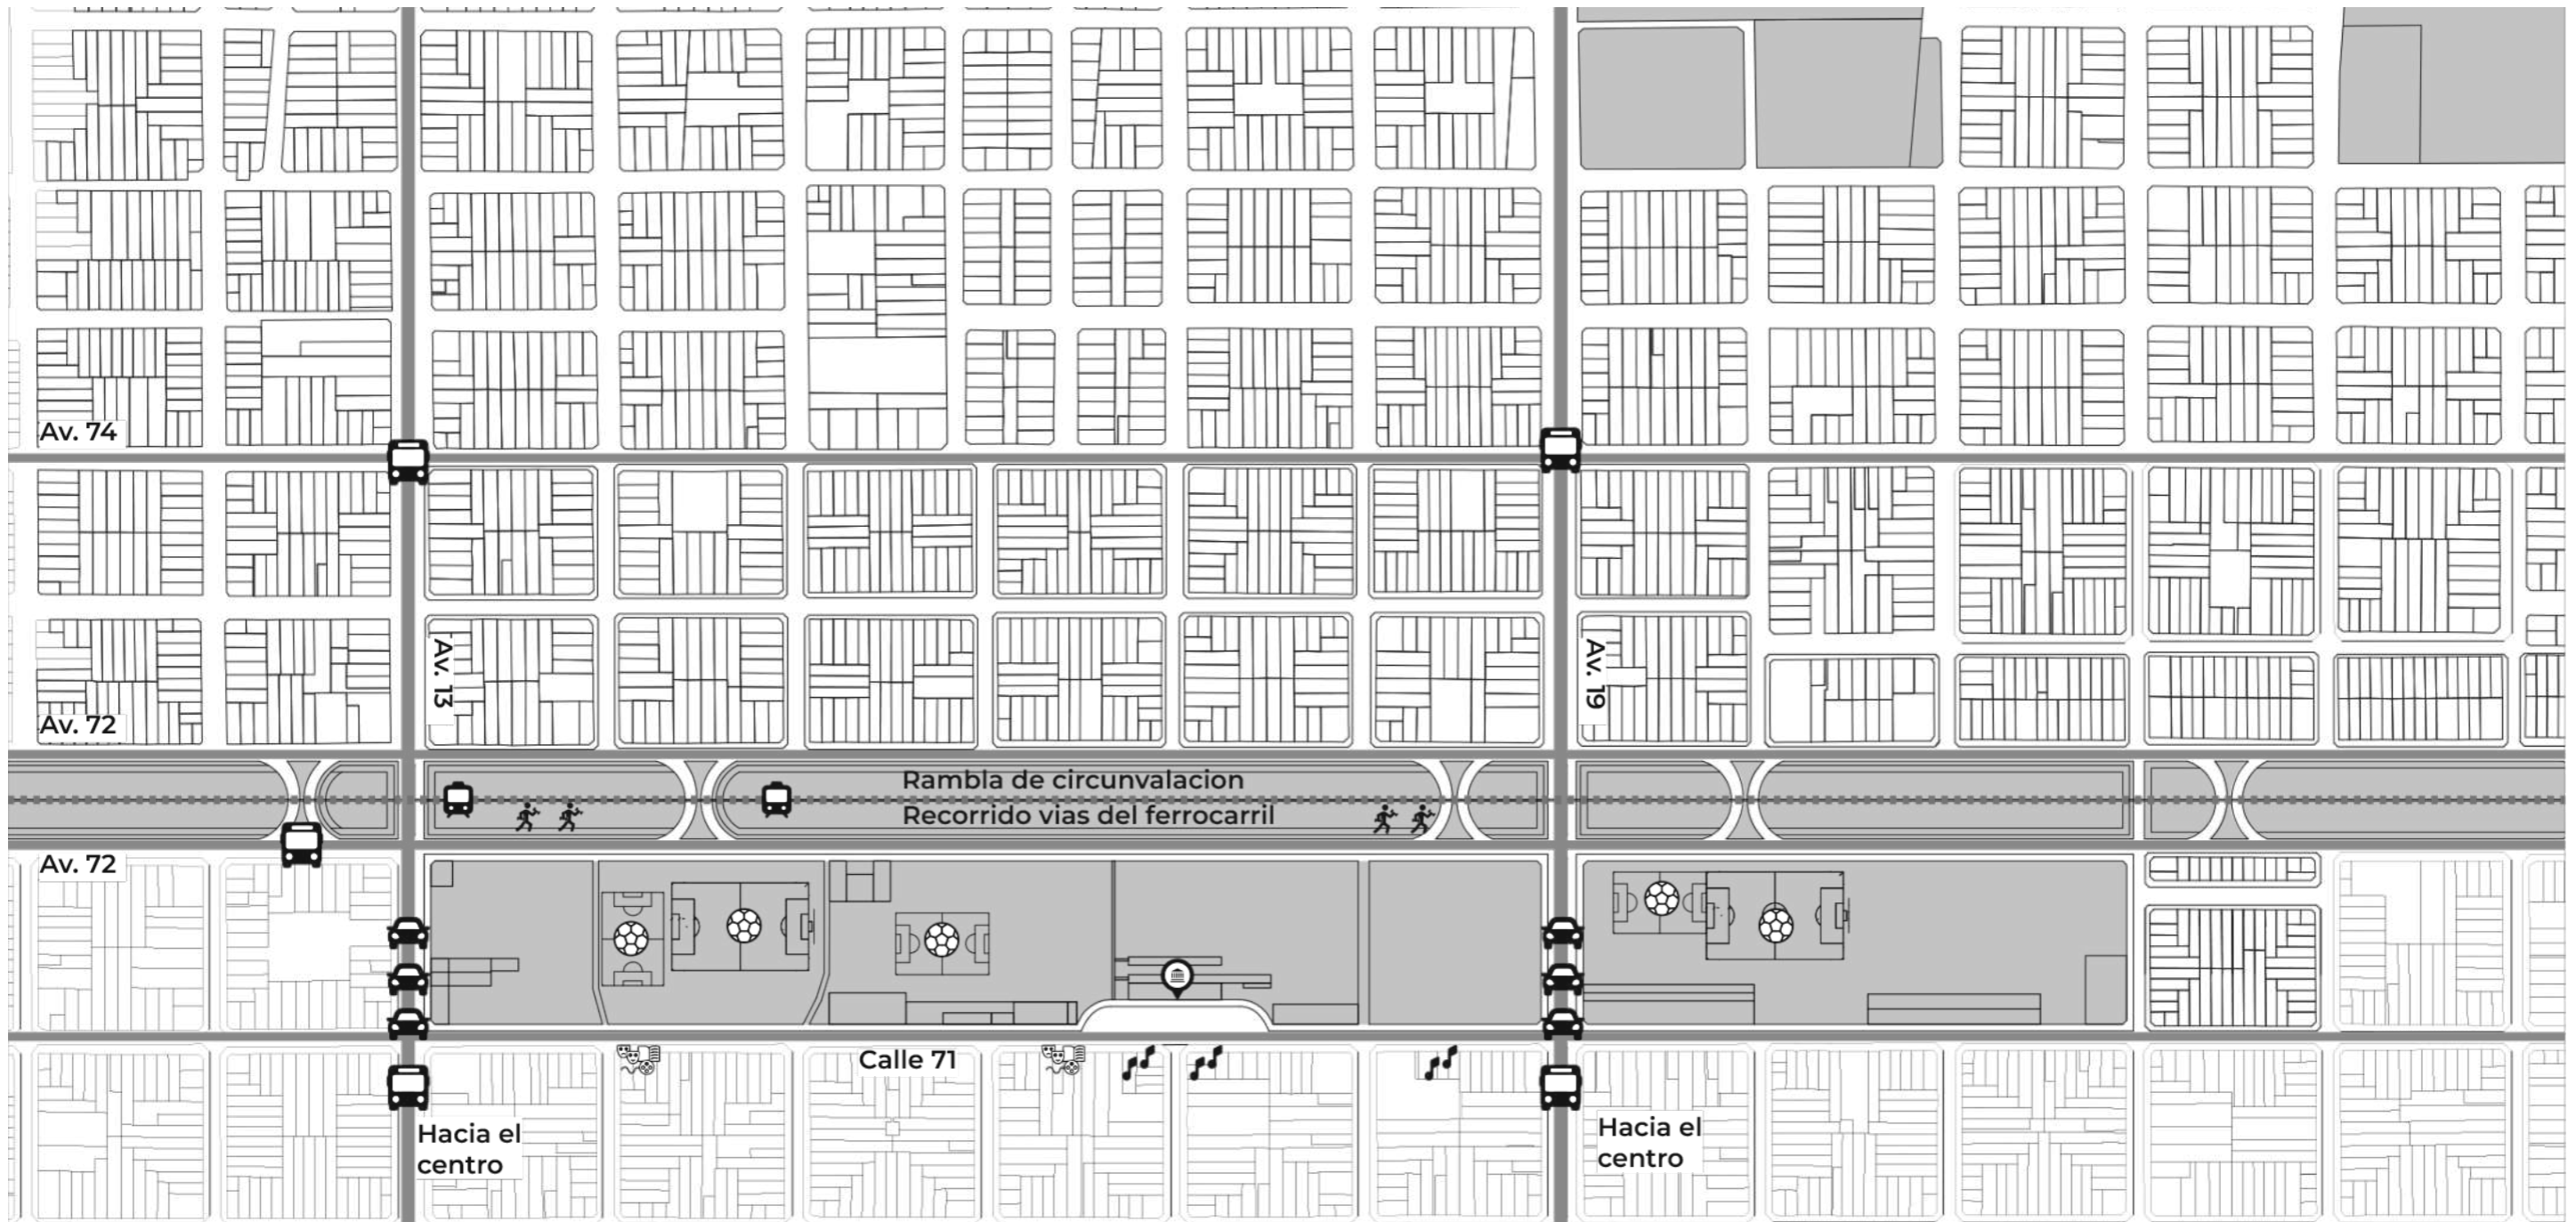 Av. 74
Av. 13
Av. 19
Av. 72
Rambla de circunvalacion
Recorrido vias del ferrocarril
Av. 72
Calle 71
Hacia el
centro
Hacia el
centro